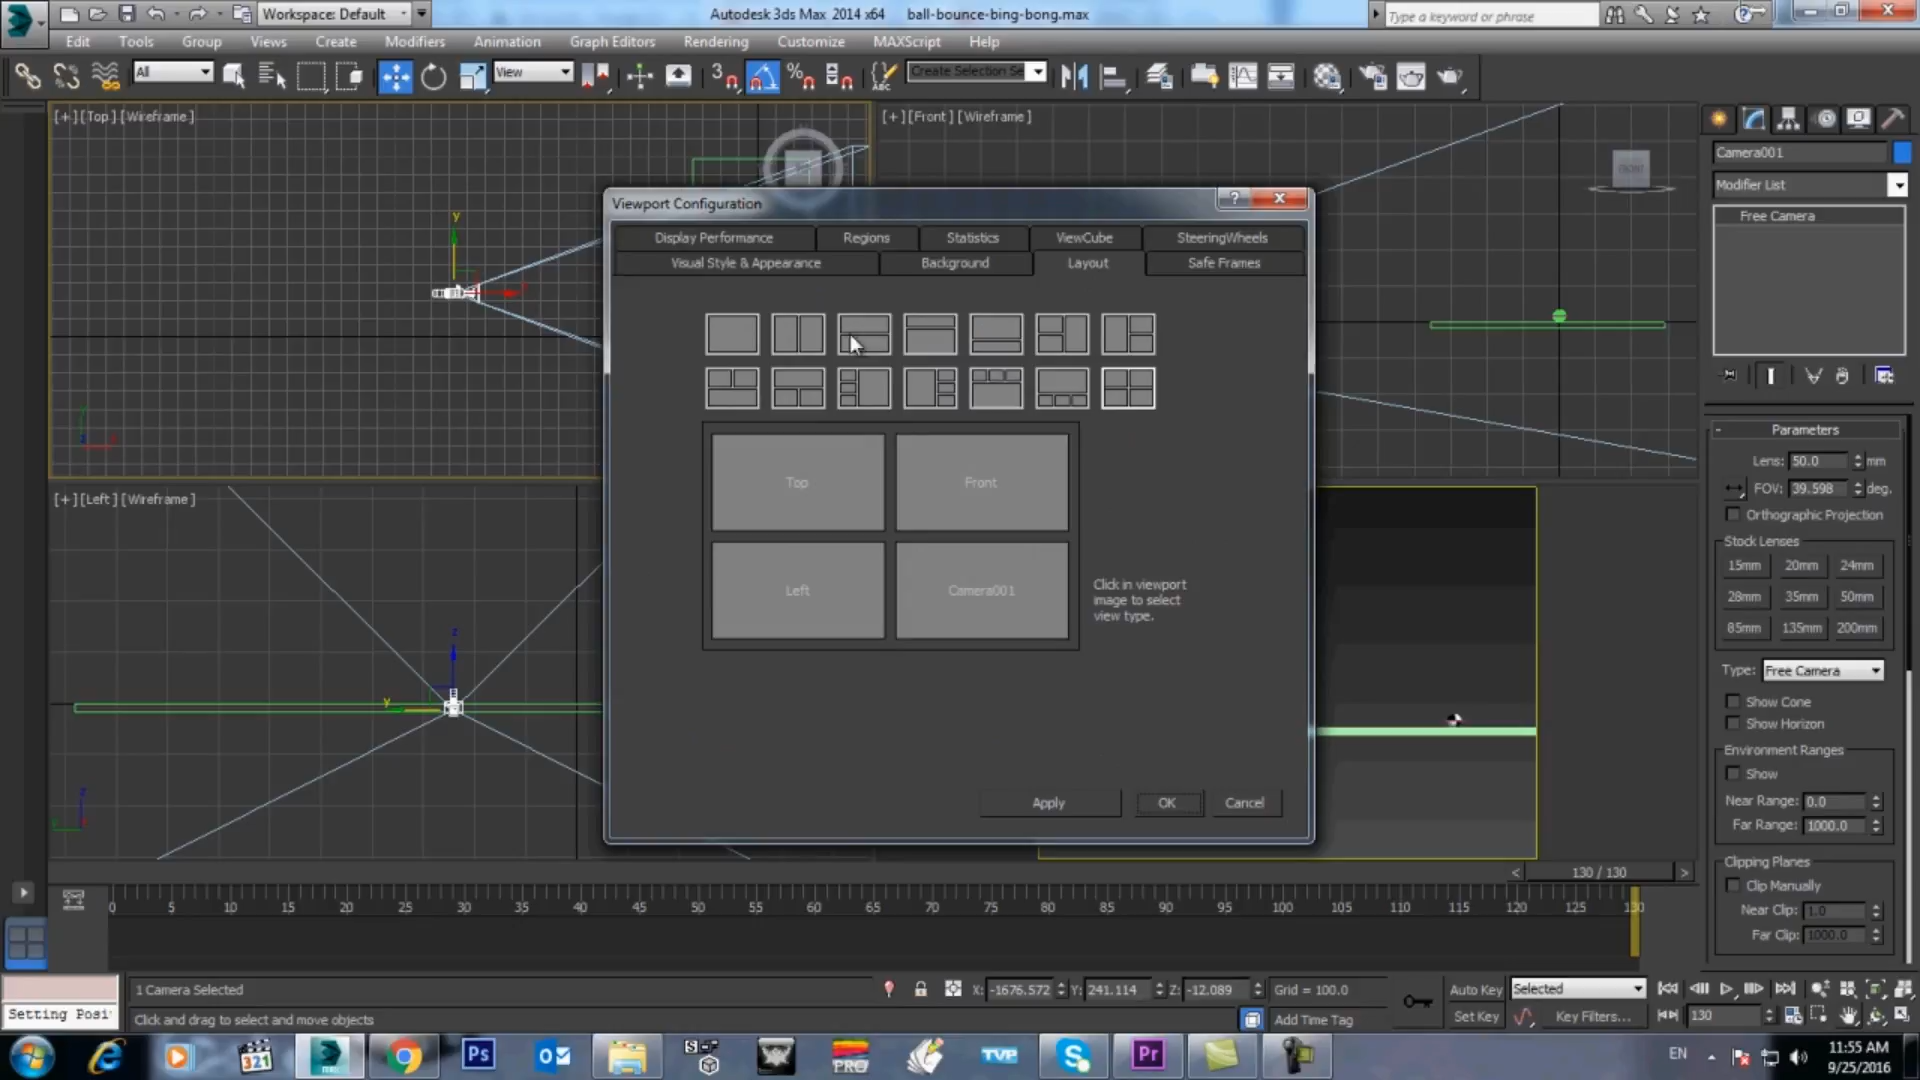 Workspace: Default
Autodesk 3ds Max 2014 x64 ball-bounce-bing-bong.max
Type a keyword or phrase
Edit Tools Group Views Create Modifiers Animation Graph Editors Rendering Customize MAXScript Help
All
View
3
%
ABC
Create Selection Se
[+][Top][Wireframe]
[+][Front][Wireframe]
FRONT
Camera001
Modifier List
Free Camera
Viewport Configuration
?
Display Performance Regions Statistics ViewCube SteeringWheels
Visual Style & Appearance Background Layout Safe Frames
Top Front
Left Camera001
Click in viewport
image to select
view type.
Apply OK Cancel
y
[+][Left][Wireframe]
z
y
z
Parameters
Lens: 50.0 mm
FOV: 39.598 deg.
Orthographic Projection
Stock Lenses
15mm 20mm 24mm
28mm 35mm 50mm
85mm 135mm 200mm
Type: Free Camera
Show Cone
Show Horizon
Environment Ranges
Show
Near Range: 0.0
Far Range: 1000.0
Clipping Planes
Clip Manually
Near Clip: 1.0
Far Clip: 1000.0
< 130 / 130 >
0 5 10 15 20 25 30 35 40 45 50 55 60 65 70 75 80 85 90 95 100 105 110 115 120 125 130
1 Camera Selected
X: -1676.572 Y: 241.114 Z: -12.089 Grid = 100.0
Auto Key Selected
Setting Posi
Click and drag to select and move objects
Add Time Tag
Set Key Key Filters... 130
321
Ps
S
PRO
TVP
Pr
EN
11:55 AM
9/25/2016